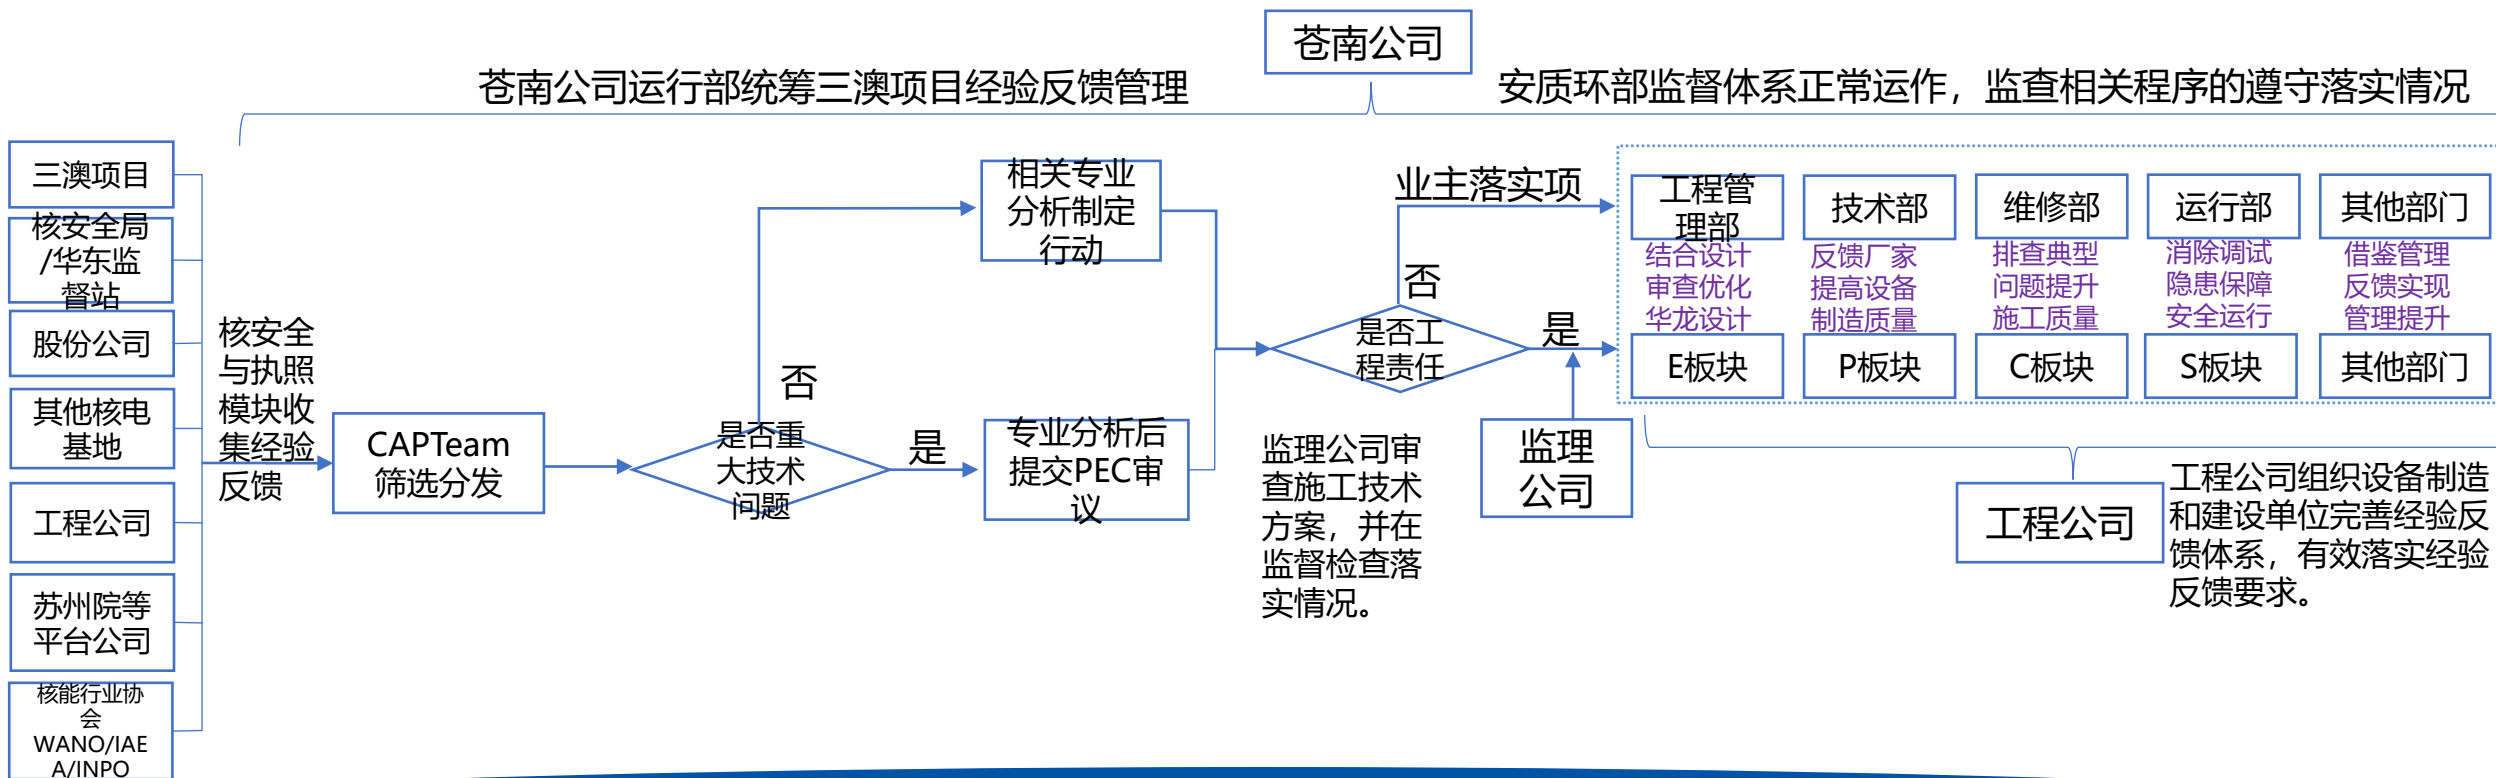 苍南公司
苍南公司运行部统筹三澳项目经验反馈管理
安质环部监督体系正常运作，监查相关程序的遵守落实情况
三澳项目
核安全局
/华东监
督站
股份公司
其他核电
基地
工程公司
苏州院等
平台公司
核能行业协
会
WANO/IAE
A/INPO
核安全
与执照
模块收
集经验
反馈
CAPTeam
筛选分发
是否重
大技术
问题
否
是
相关专业
分析制定
行动
专业分析后
提交PEC审
议
是否工
程责任
否
业主落实项
是
监理
公司
监理公司审
查施工技术
方案，并在
监督检查落
实情况。
工程管
理部
技术部
维修部
运行部
其他部门
结合设计
审查优化
华龙设计
反馈厂家
提高设备
制造质量
排查典型
问题提升
施工质量
消除调试
隐患保障
安全运行
借鉴管理
反馈实现
管理提升
E板块
P板块
C板块
S板块
其他部门
工程公司
工程公司组织设备制造
和建设单位完善经验反
馈体系，有效落实经验
反馈要求。